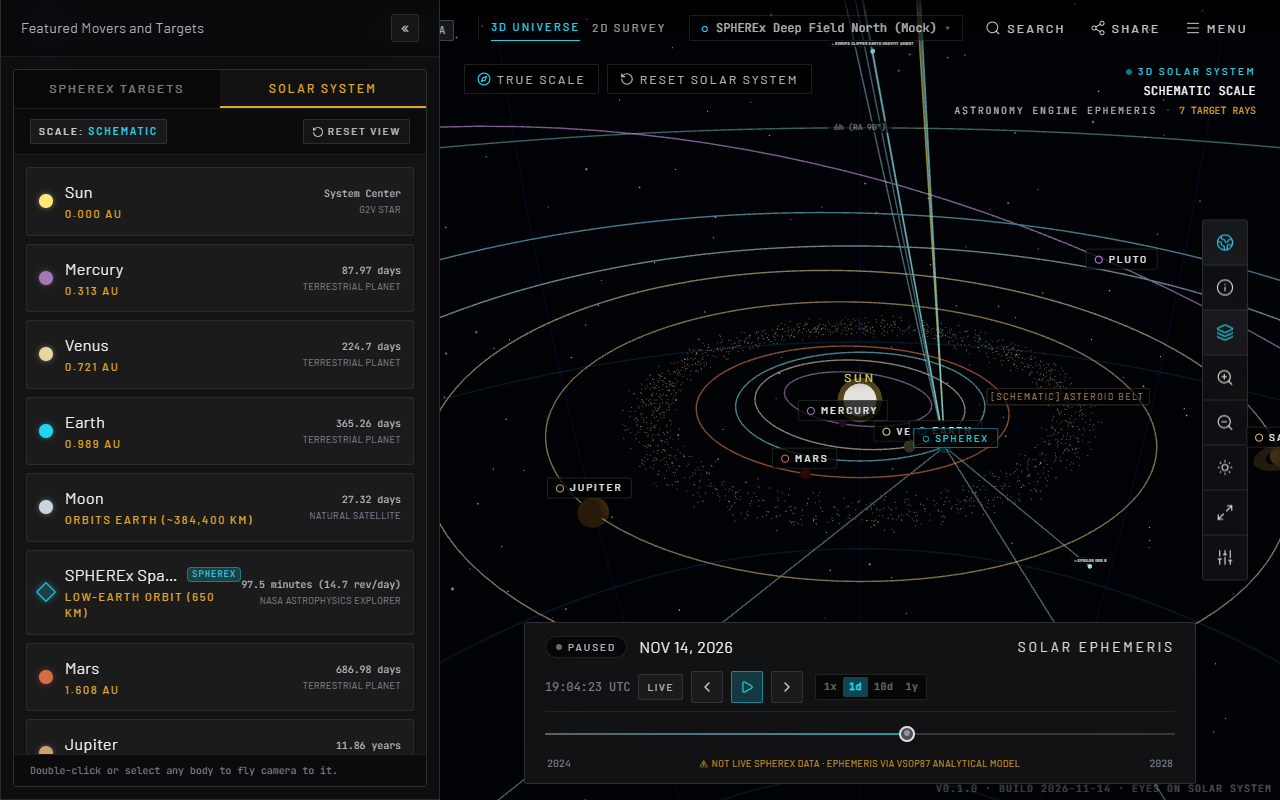 Featured Movers and Targets
«
A
3D UNIVERSE
2D SURVEY
SPHEREx Deep Field North (Mock)
SEARCH
SHARE
MENU
SPHEREX TARGETS
SOLAR SYSTEM
SCALE: SCHEMATIC
RESET VIEW
Sun
0.000 AU
System Center
G2V STAR
Mercury
0.313 AU
87.97 days
TERRESTRIAL PLANET
Venus
0.721 AU
224.7 days
TERRESTRIAL PLANET
Earth
0.989 AU
365.26 days
TERRESTRIAL PLANET
Moon
ORBITS EARTH (~384,400 KM)
27.32 days
NATURAL SATELLITE
SPHEREx Spa...
SPHEREX
LOW-EARTH ORBIT (650 KM)
97.5 minutes (14.7 rev/day)
NASA ASTROPHYSICS EXPLORER
Mars
1.608 AU
686.98 days
TERRESTRIAL PLANET
Jupiter
11.86 years
Double-click or select any body to fly camera to it.
TRUE SCALE
RESET SOLAR SYSTEM
3D SOLAR SYSTEM
SCHEMATIC SCALE
ASTRONOMY ENGINE EPHEMERIS · 7 TARGET RAYS
EUROPA CLIPPER EARTH GRAVITY ASSIST
6h (RA 90°)
PLUTO
SUN
MERCURY
[SCHEMATIC] ASTEROID BELT
VE
EARTH
SPHEREX
MARS
JUPITER
SA
PAUSED
NOV 14, 2026
SOLAR EPHEMERIS
19:04:23 UTC
LIVE
1x
1d
10d
1y
2024
⚠ NOT LIVE SPHEREX DATA · EPHEMERIS VIA VSOP87 ANALYTICAL MODEL
2028
V0.1.0 · BUILD 2026-11-14 · EYES ON SOLAR SYSTEM